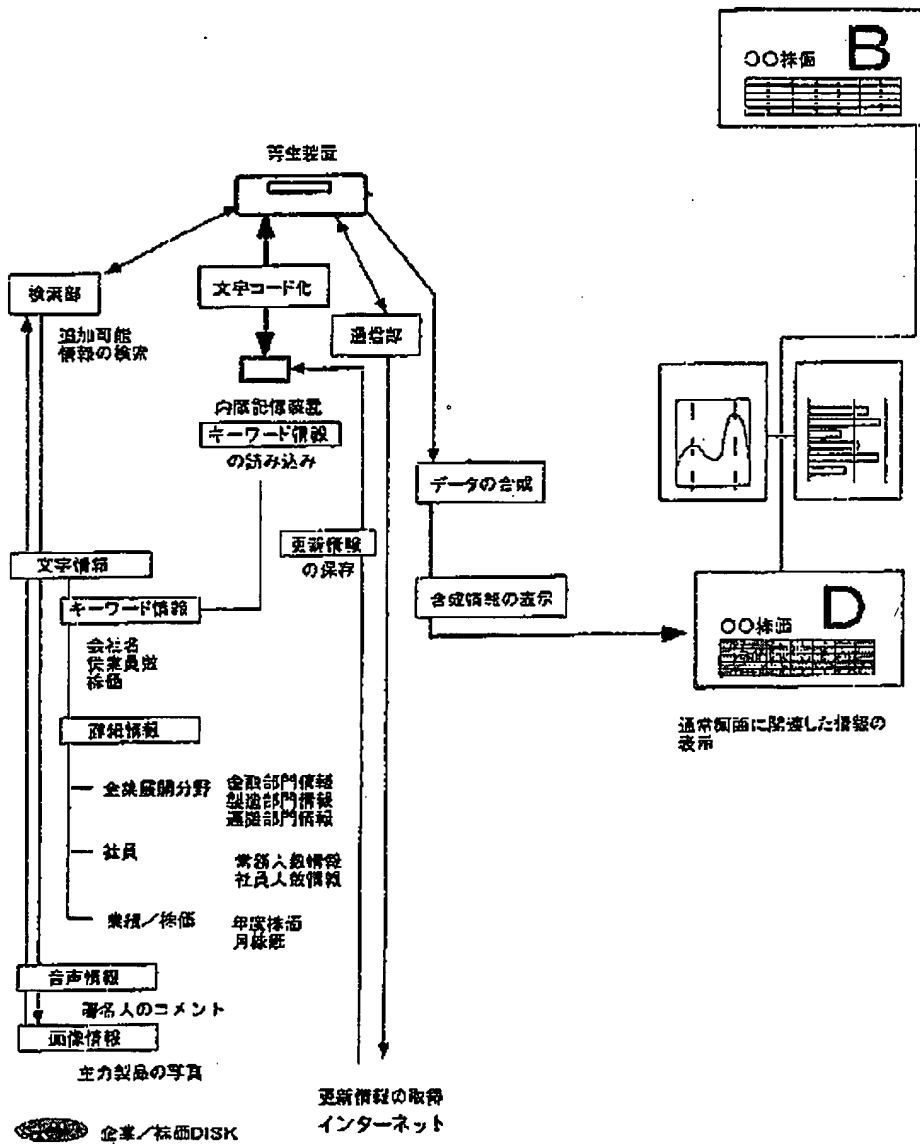 〇〇株価
B
再生装置
検索部
文字コード化
通信部
追加可能
情報の検索
内部記憶装置
キーワード情報
の読み込み
データの合成
文字情報
更新情報
の保存
キーワード情報
合成情報の表示
〇〇株価
D
会社名
従業員数
株価
通常画面に関連した情報の
表示
詳細情報
企業展開分野
金融部門情報
製造部門情報
社員
常務人数情報
社員人数情報
業績／株価
年度株価
月株価
音声情報
著名人のコメント
画像情報
主力製品の写真
更新情報の取得
インターネット
企業／株価DISK